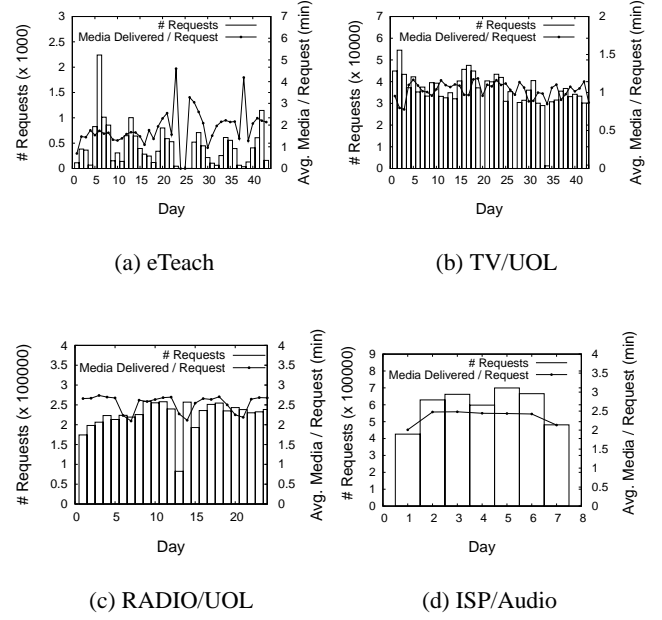 # Requests
Media Delivered / Request
# Requests (x 1000)
3
2.5
2
1.5
1
0.5
0
7
6
5
4
3
2
1
0
Avg. Media / Request (min)
0 5 10 15 20 25 30 35 40
Day
(a) eTeach
# Requests
Media Delivered / Request
# Requests (x 10000)
7
6
5
4
3
2
1
0
2
1.5
1
0.5
0
Avg. Media / Request (min)
0 5 10 15 20 25 30 35 40
Day
(b) TV/UOL
# Requests
Media Delivered / Request
# Requests (x 100000)
4
3.5
3
2.5
2
1.5
1
0.5
0
4
3.5
3
2.5
2
1.5
1
0.5
0
Avg. Media / Request (min)
0 5 10 15 20
Day
(c) RADIO/UOL
# Requests
Media Delivered / Request
# Requests (x 100000)
9
8
7
6
5
4
3
2
1
0
4
3.5
3
2.5
2
1.5
1
0.5
0
Avg. Media / Request (min)
0 1 2 3 4 5 6 7 8
Day
(d) ISP/Audio